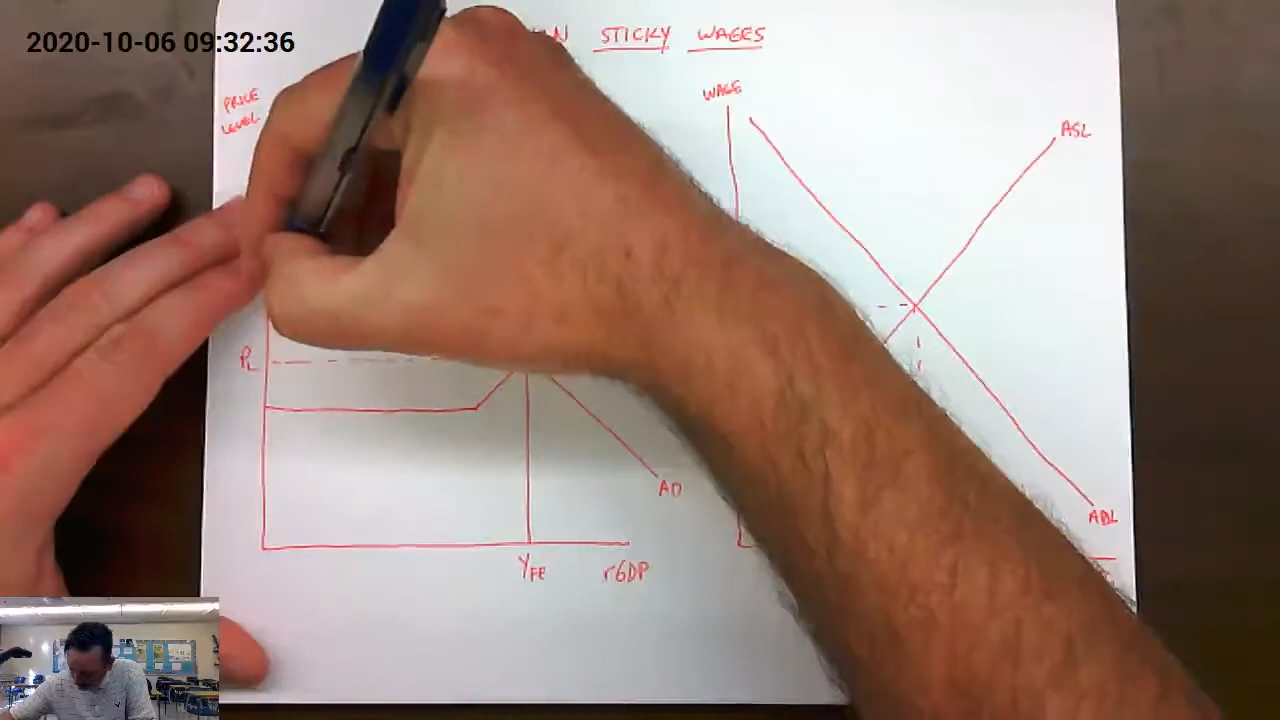 2020-10-06 09:32:36
STICKY WAGES
PRICE
LEVEL
WAGE
ASL
PL
AD
ADL
YFE rGDP